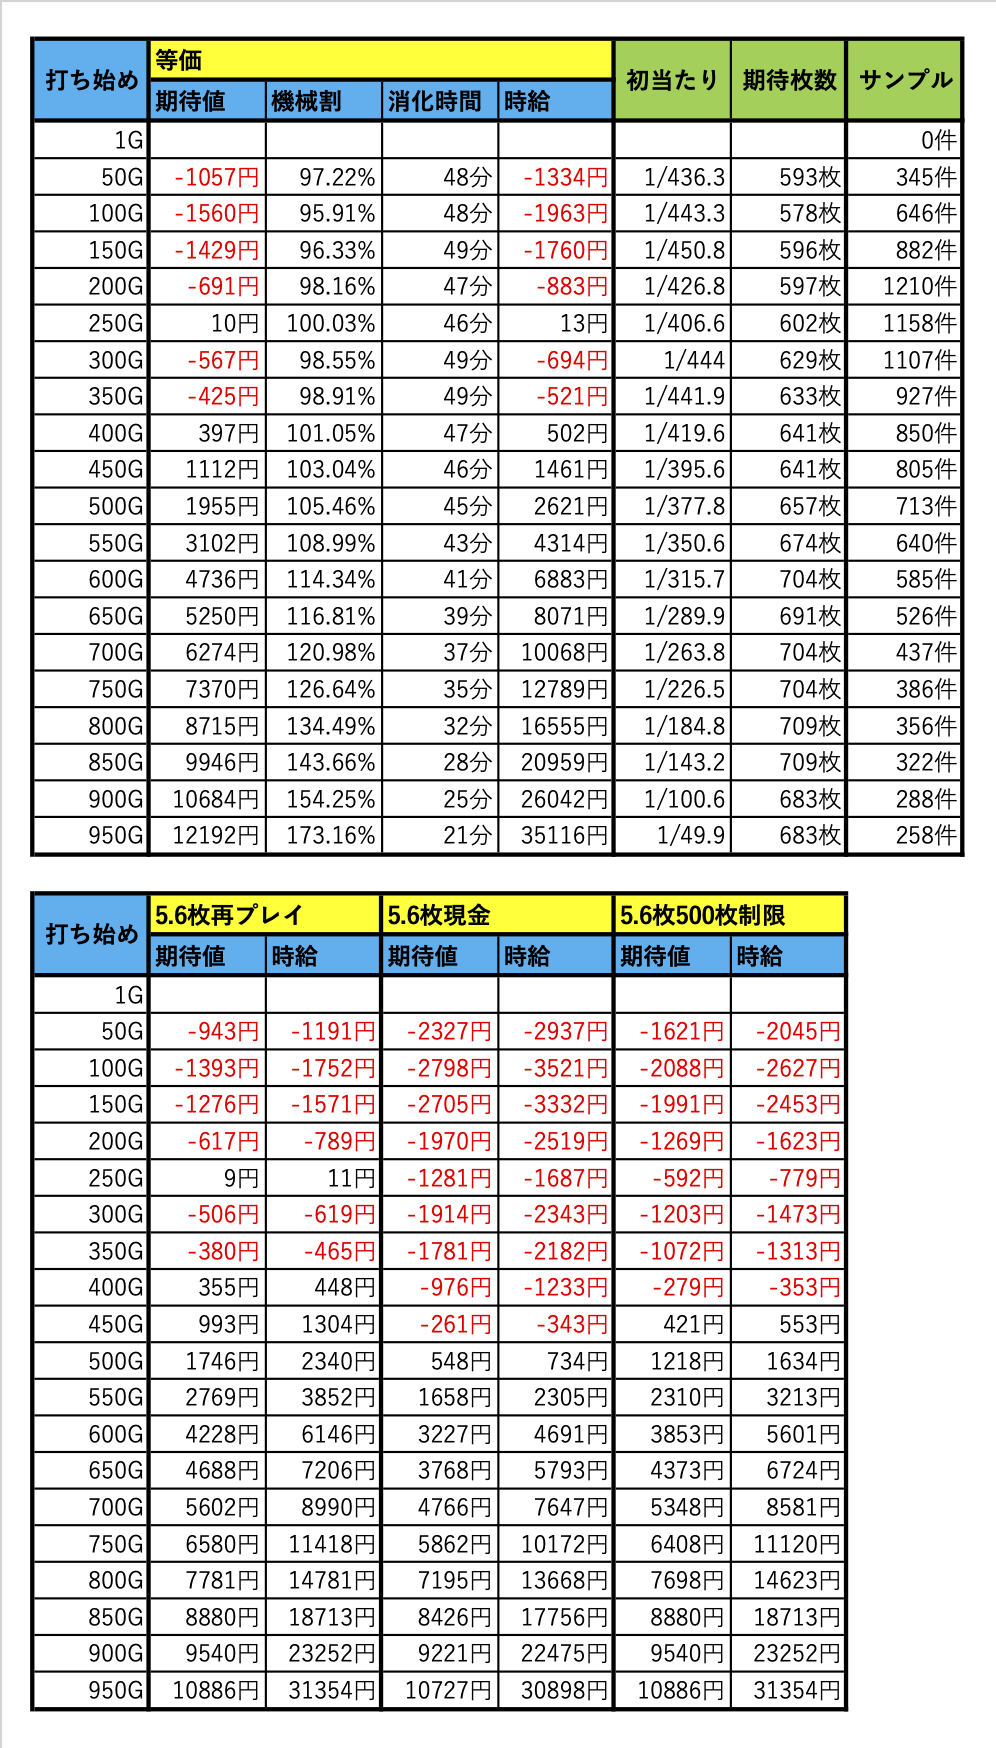 打ち始め 等価 初当たり 期待枚数 サンプル
期待値 機械割 消化時間 時給
1G 0件
50G -1057円 97.22% 48分 -1334円 1/436.3 593枚 345件
100G -1560円 95.91% 48分 -1963円 1/443.3 578枚 646件
150G -1429円 96.33% 49分 -1760円 1/450.8 596枚 882件
200G -691円 98.16% 47分 -883円 1/426.8 597枚 1210件
250G 10円 100.03% 46分 13円 1/406.6 602枚 1158件
300G -567円 98.55% 49分 -694円 1/444 629枚 1107件
350G -425円 98.91% 49分 -521円 1/441.9 633枚 927件
400G 397円 101.05% 47分 502円 1/419.6 641枚 850件
450G 1112円 103.04% 46分 1461円 1/395.6 641枚 805件
500G 1955円 105.46% 45分 2621円 1/377.8 657枚 713件
550G 3102円 108.99% 43分 4314円 1/350.6 674枚 640件
600G 4736円 114.34% 41分 6883円 1/315.7 704枚 585件
650G 5250円 116.81% 39分 8071円 1/289.9 691枚 526件
700G 6274円 120.98% 37分 10068円 1/263.8 704枚 437件
750G 7370円 126.64% 35分 12789円 1/226.5 704枚 386件
800G 8715円 134.49% 32分 16555円 1/184.8 709枚 356件
850G 9946円 143.66% 28分 20959円 1/143.2 709枚 322件
900G 10684円 154.25% 25分 26042円 1/100.6 683枚 288件
950G 12192円 173.16% 21分 35116円 1/49.9 683枚 258件
打ち始め 5.6枚再プレイ 5.6枚現金 5.6枚500枚制限
期待値 時給 期待値 時給 期待値 時給
1G
50G -943円 -1191円 -2327円 -2937円 -1621円 -2045円
100G -1393円 -1752円 -2798円 -3521円 -2088円 -2627円
150G -1276円 -1571円 -2705円 -3332円 -1991円 -2453円
200G -617円 -789円 -1970円 -2519円 -1269円 -1623円
250G 9円 11円 -1281円 -1687円 -592円 -779円
300G -506円 -619円 -1914円 -2343円 -1203円 -1473円
350G -380円 -465円 -1781円 -2182円 -1072円 -1313円
400G 355円 448円 -976円 -1233円 -279円 -353円
450G 993円 1304円 -261円 -343円 421円 553円
500G 1746円 2340円 548円 734円 1218円 1634円
550G 2769円 3852円 1658円 2305円 2310円 3213円
600G 4228円 6146円 3227円 4691円 3853円 5601円
650G 4688円 7206円 3768円 5793円 4373円 6724円
700G 5602円 8990円 4766円 7647円 5348円 8581円
750G 6580円 11418円 5862円 10172円 6408円 11120円
800G 7781円 14781円 7195円 13668円 7698円 14623円
850G 8880円 18713円 8426円 17756円 8880円 18713円
900G 9540円 23252円 9221円 22475円 9540円 23252円
950G 10886円 31354円 10727円 30898円 10886円 31354円